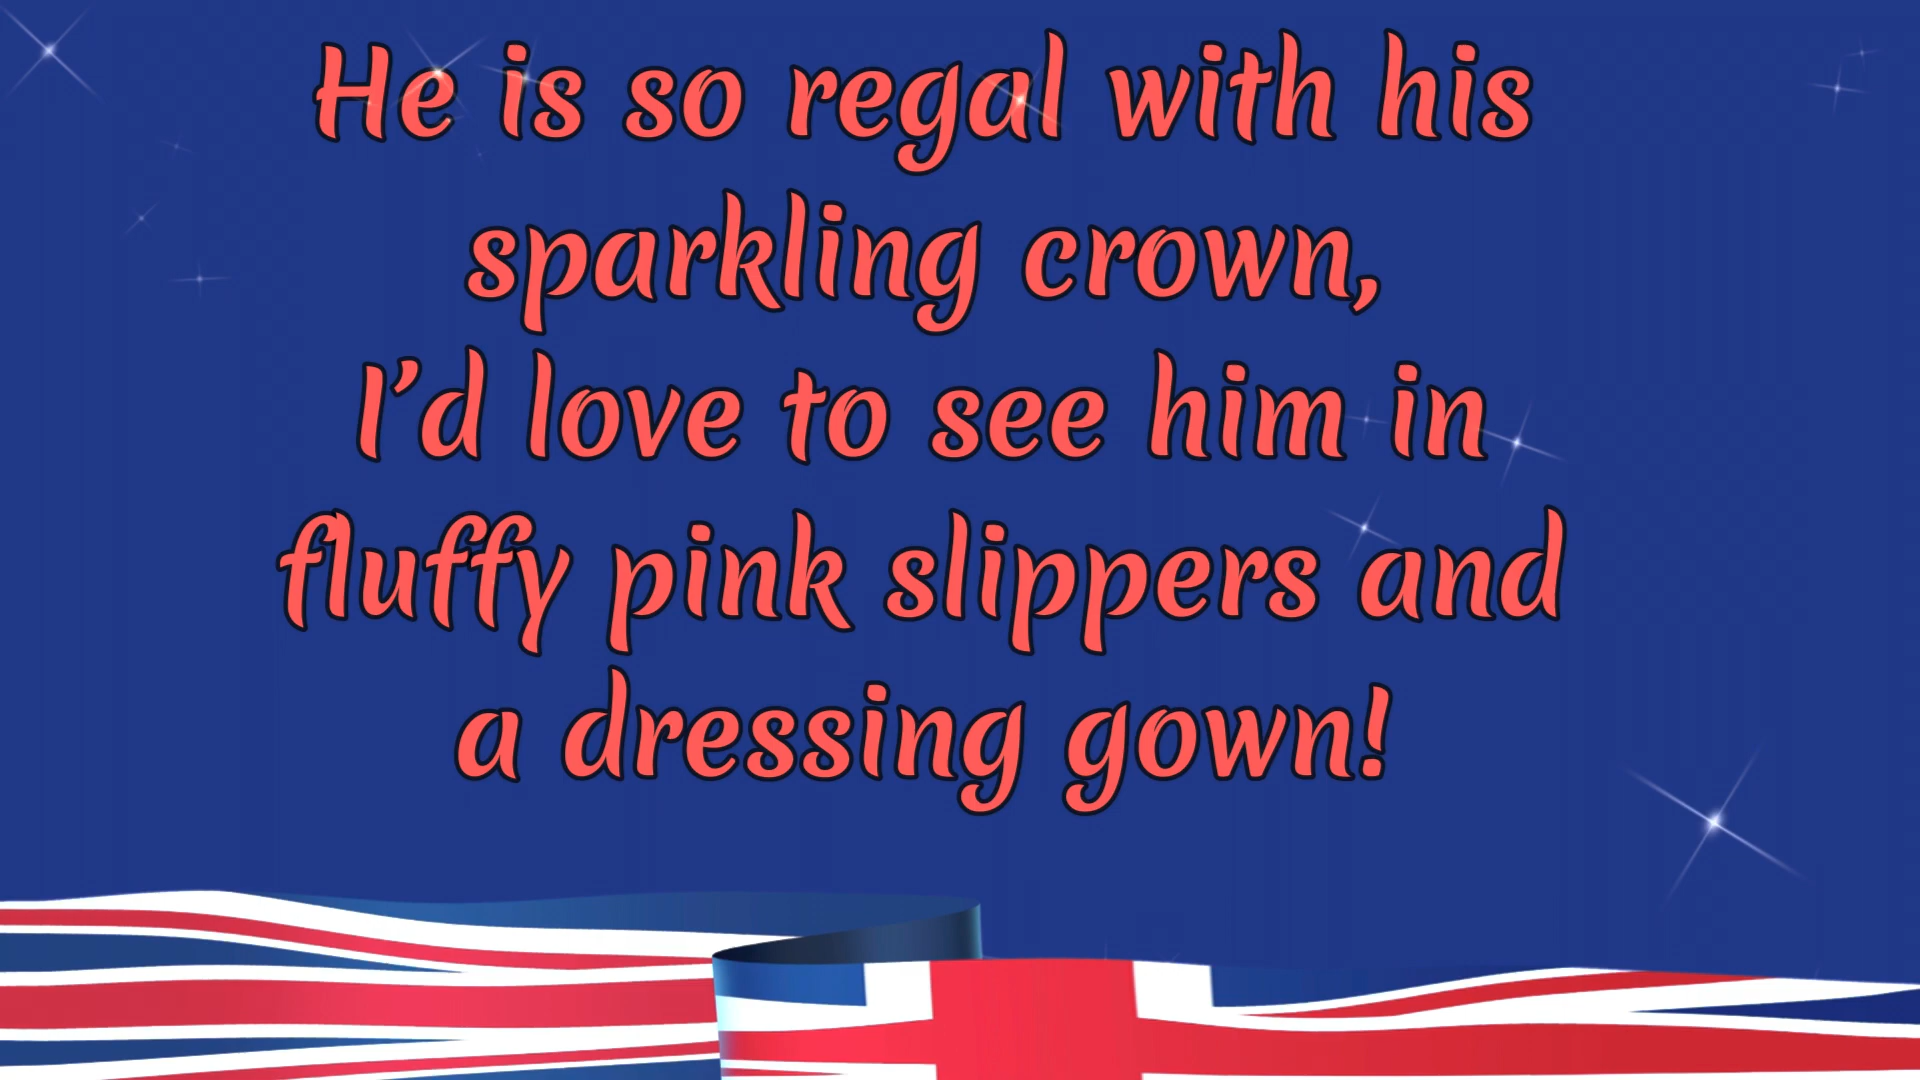 He is so regal with his
sparkling crown,
I’d love to see him in
fluffy pink slippers and
a dressing gown!